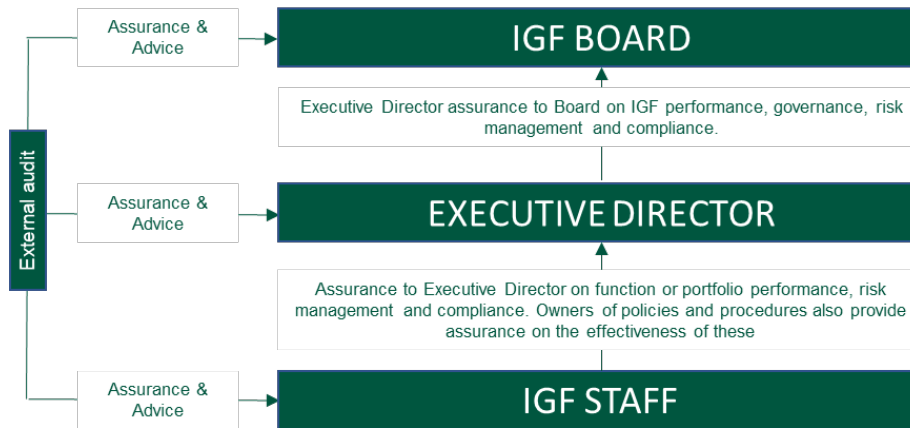 Assurance &
Advice
IGF BOARD
Executive Director assurance to Board on IGF performance, governance, risk
management and compliance.
External audit
Assurance &
Advice
EXECUTIVE DIRECTOR
Assurance to Executive Director on function or portfolio performance, risk
management and compliance. Owners of policies and procedures also provide
assurance on the effectiveness of these
Assurance &
Advice
IGF STAFF